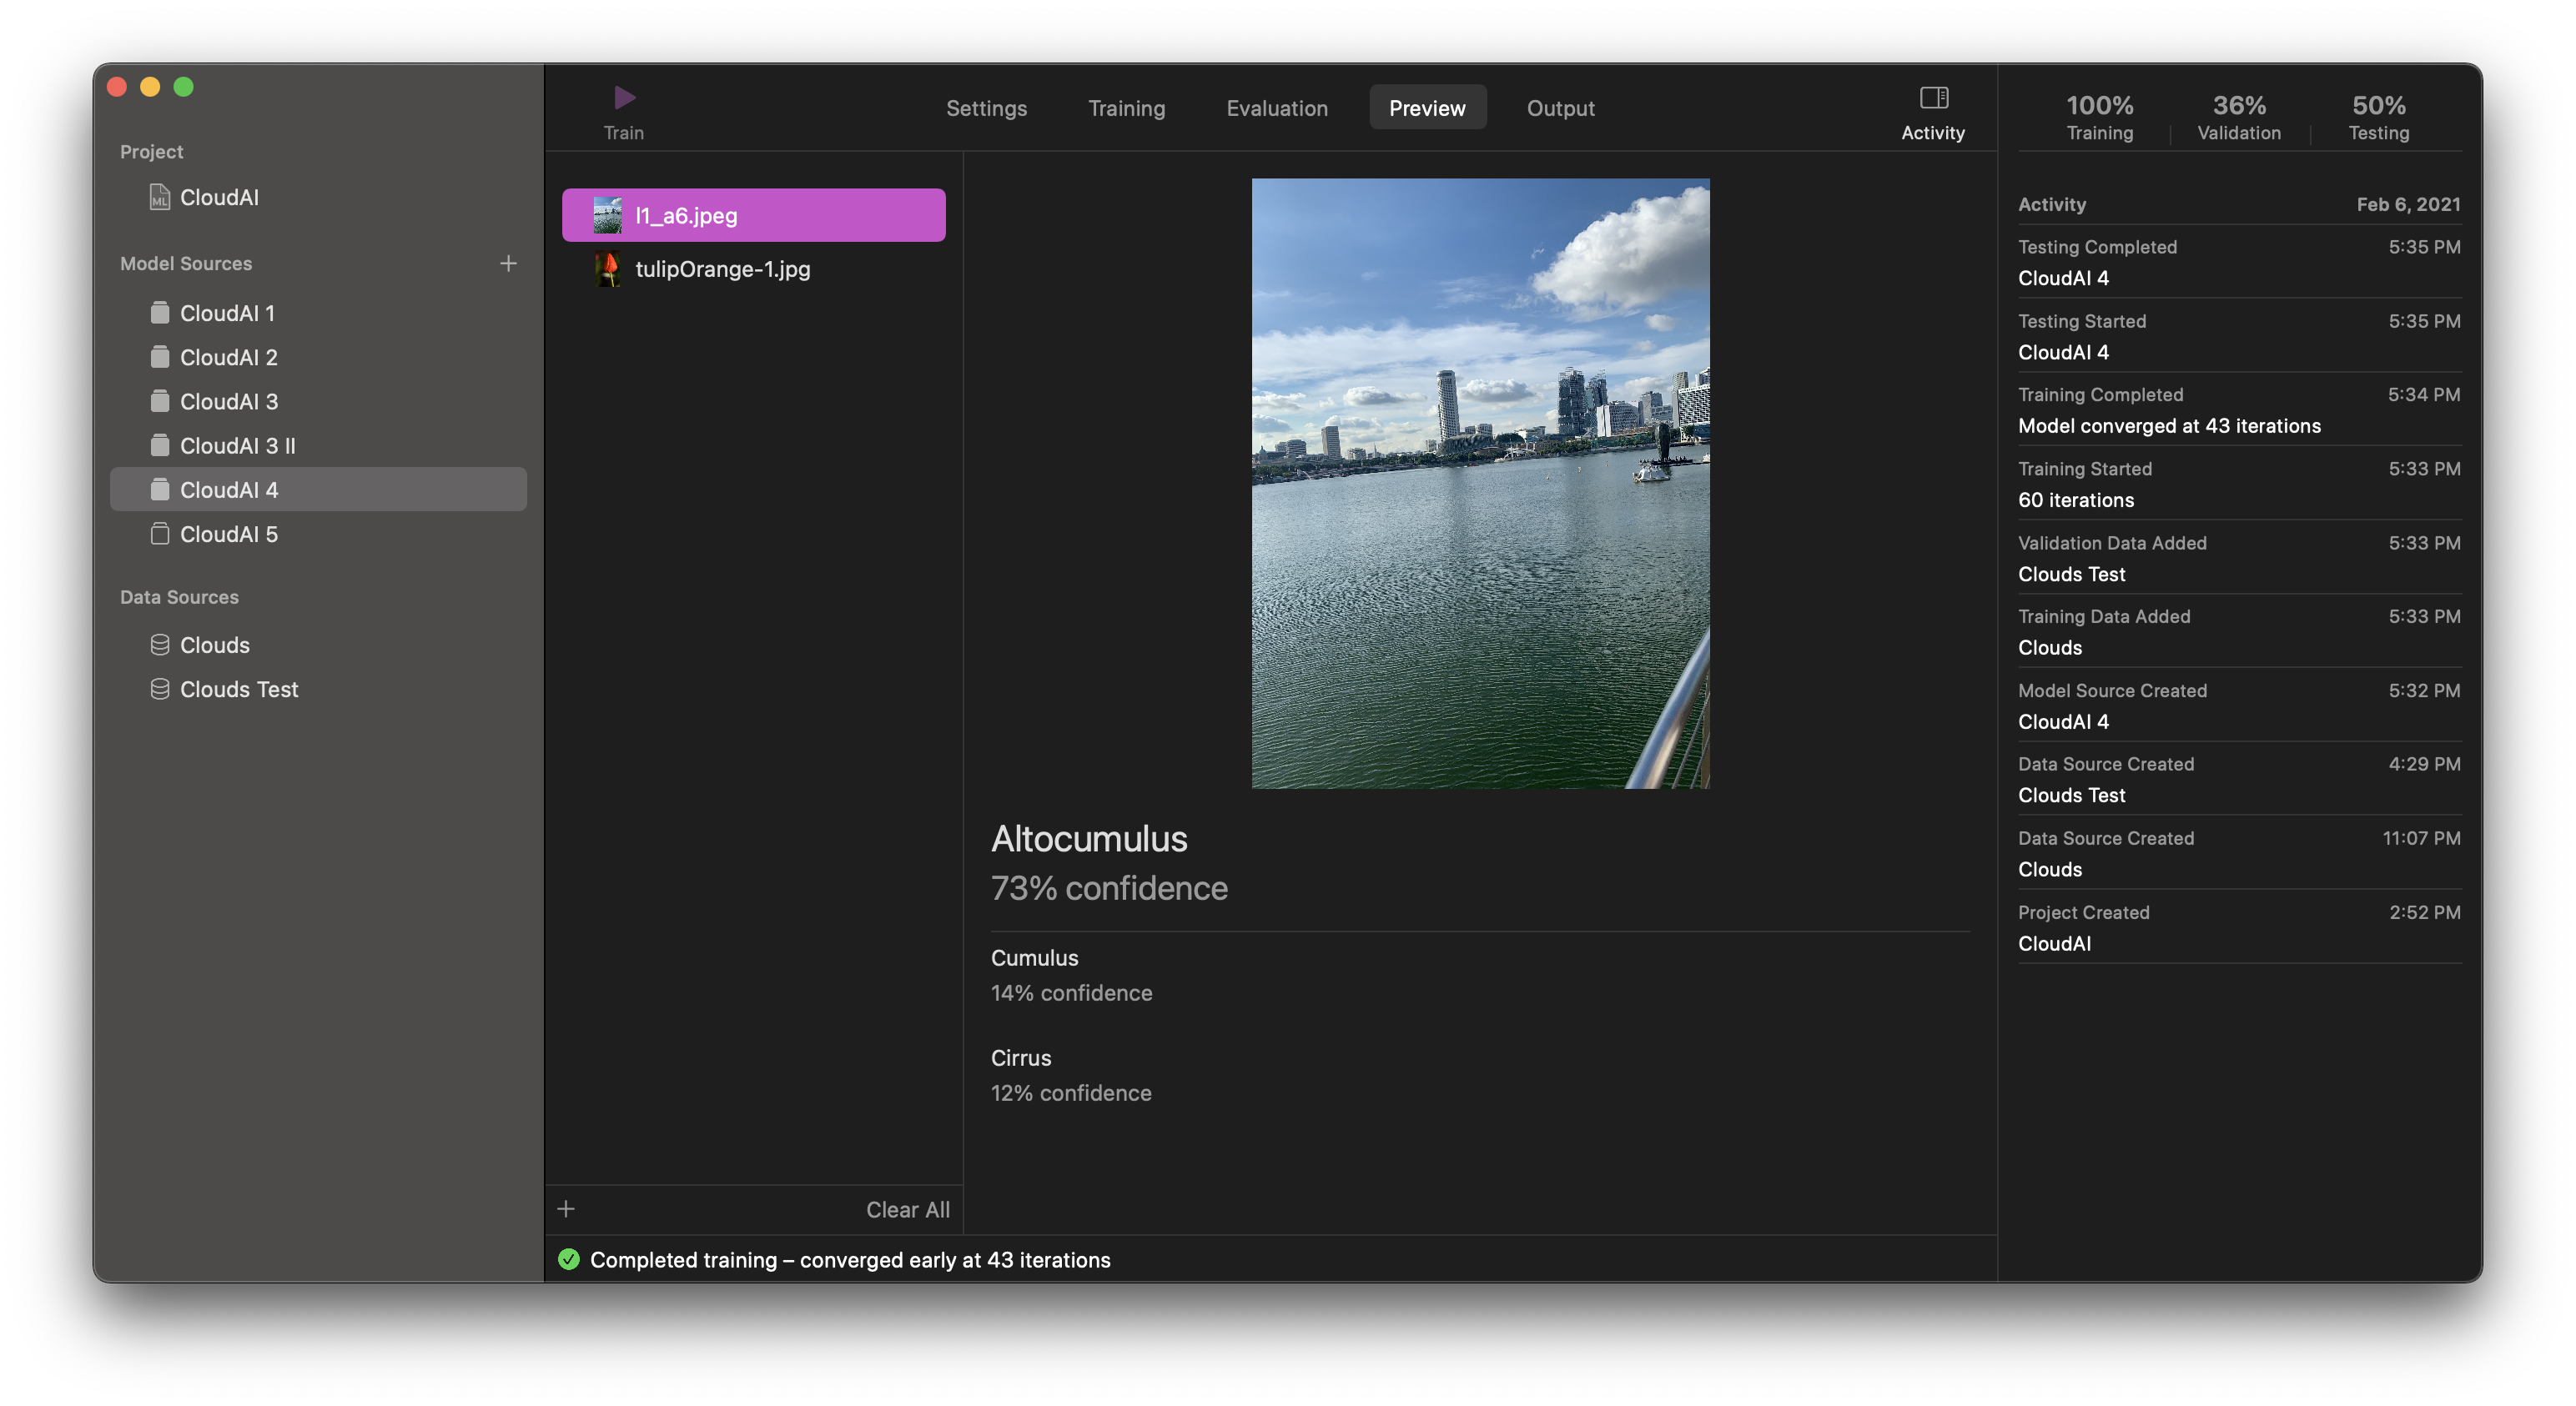 Project
CloudAI
Model Sources
CloudAI 1
CloudAI 2
CloudAI 3
CloudAI 3 II
CloudAI 4
CloudAI 5
Data Sources
Clouds
Clouds Test
Train
Settings Training Evaluation Preview Output
Activity
l1_a6.jpeg
tulipOrange-1.jpg
Altocumulus
73% confidence
Cumulus
14% confidence
Cirrus
12% confidence
Clear All
Completed training – converged early at 43 iterations
100% 36% 50%
Training Validation Testing
Activity Feb 6, 2021
Testing Completed 5:35 PM
CloudAI 4
Testing Started 5:35 PM
CloudAI 4
Training Completed 5:34 PM
Model converged at 43 iterations
Training Started 5:33 PM
60 iterations
Validation Data Added 5:33 PM
Clouds Test
Training Data Added 5:33 PM
Clouds
Model Source Created 5:32 PM
CloudAI 4
Data Source Created 4:29 PM
Clouds Test
Data Source Created 11:07 PM
Clouds
Project Created 2:52 PM
CloudAI